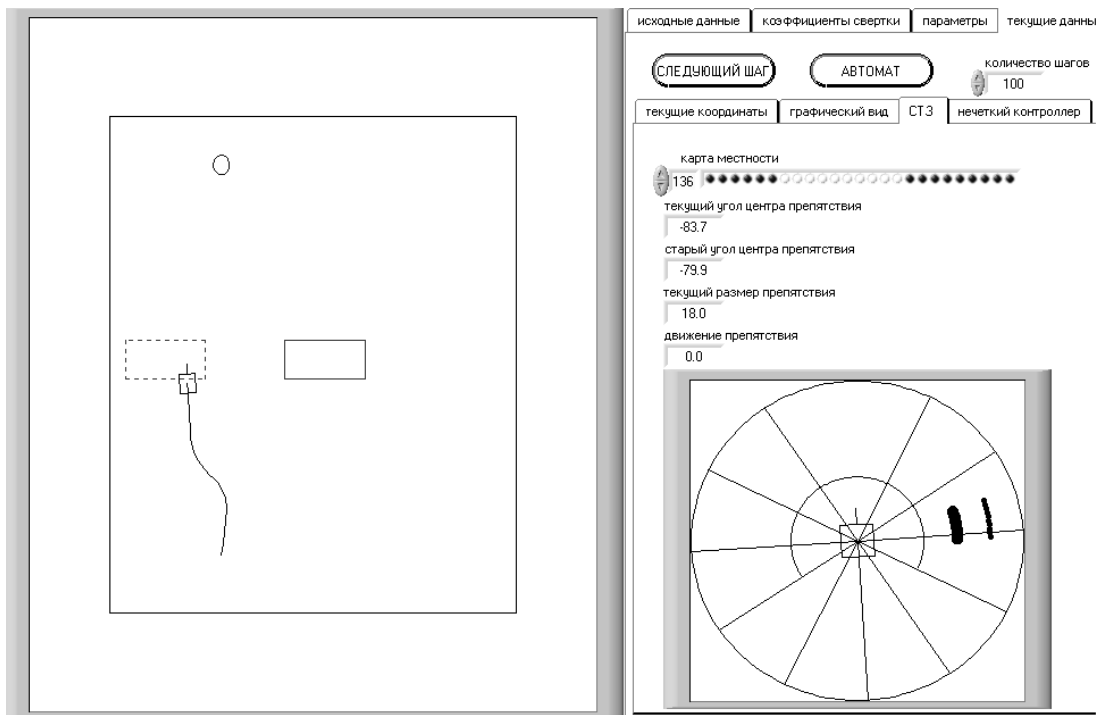 исходные данные коэффициенты свертки параметры текущие данны
СЛЕДУЮЩИЙ ШАГ АВТОМАТ количество шагов
100
текущие координаты графический вид СТЗ нечеткий контроллер
карта местности
136
текущий угол центра препятствия
-83.7
старый угол центра препятствия
-79.9
текущий размер препятствия
18.0
движение препятствия
0.0